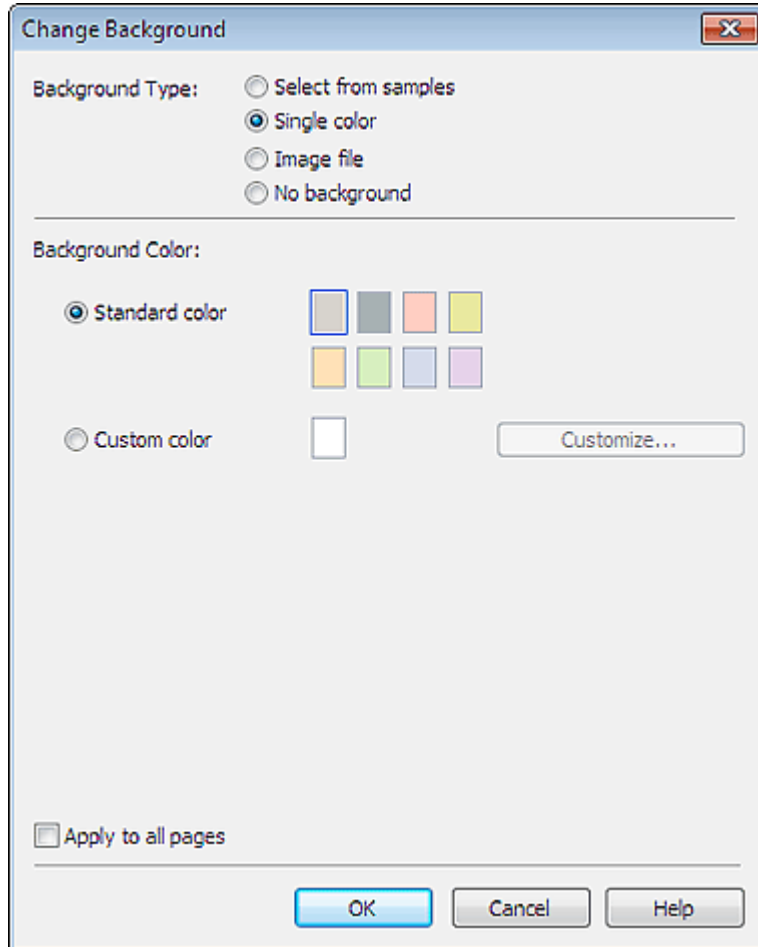 Change Background
Background Type:
Select from samples
Single color
Image file
No background
Background Color:
Standard color
Custom color
Customize...
Apply to all pages
OK Cancel Help